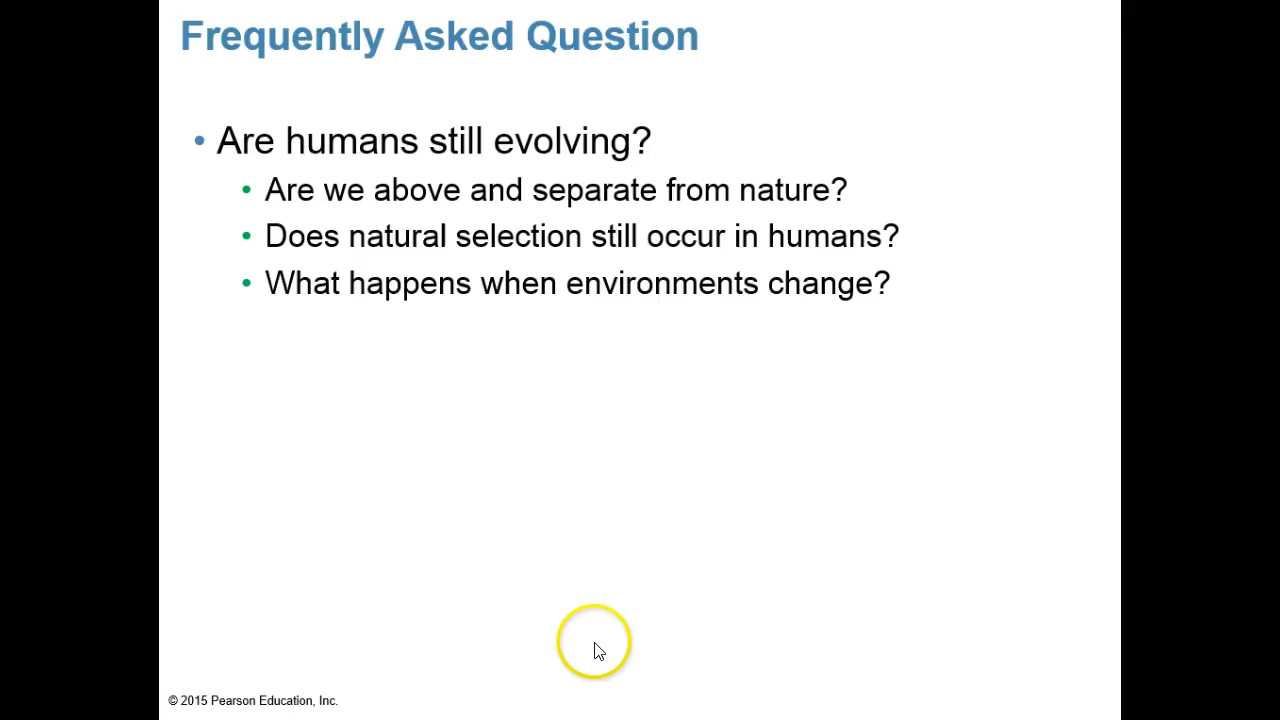 Frequently Asked Question
• Are humans still evolving?
• Are we above and separate from nature?
• Does natural selection still occur in humans?
• What happens when environments change?
© 2015 Pearson Education, Inc.